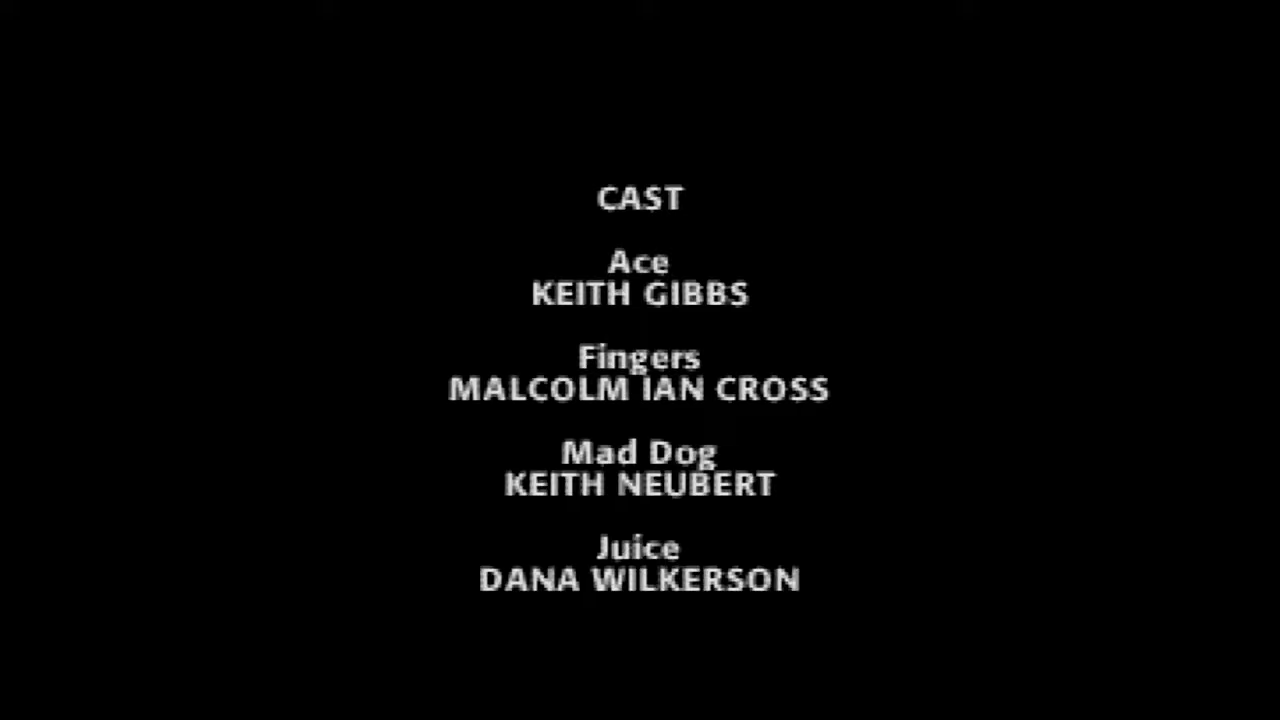 CAST
Ace
KEITH GIBBS
Fingers
MALCOLM IAN CROSS
Mad Dog
KEITH NEUBERT
Juice
DANA WILKERSON